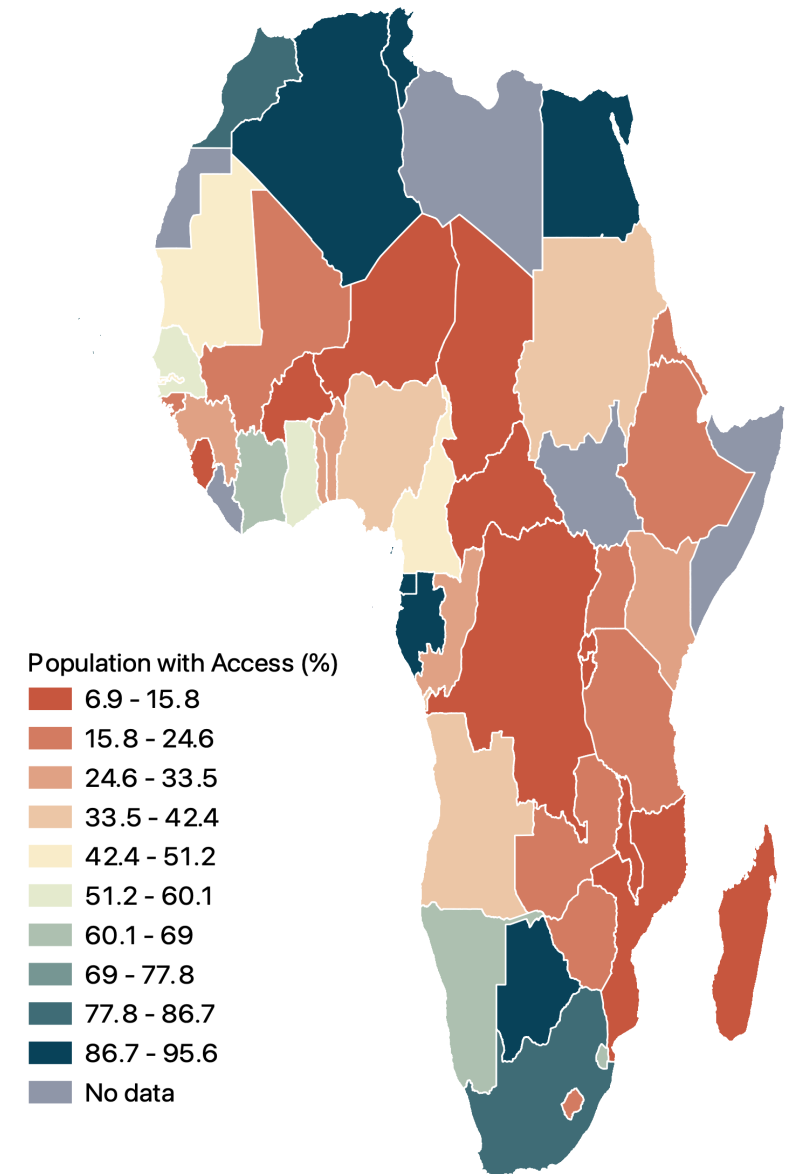 Population with Access (%)
6.9 - 15.8
15.8 - 24.6
24.6 - 33.5
33.5 - 42.4
42.4 - 51.2
51.2 - 60.1
60.1 - 69
69 - 77.8
77.8 - 86.7
86.7 - 95.6
No data